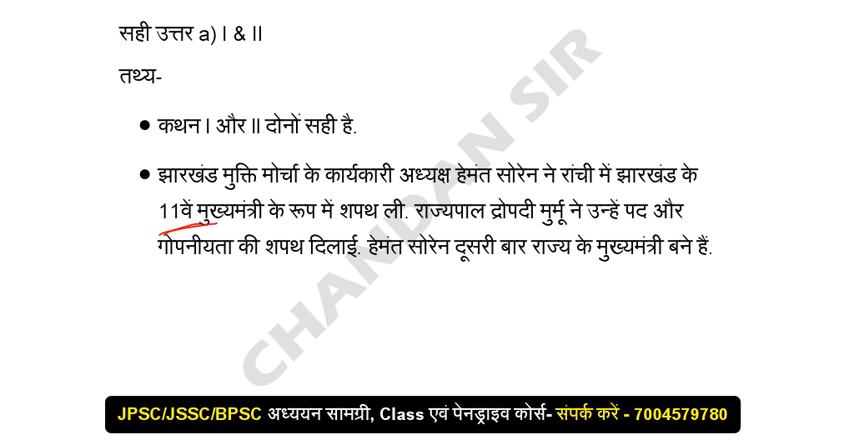 सही उत्तर a) I & II
तथ्य-
● कथन I और II दोनों सही है.
● झारखंड मुक्ति मोर्चा के कार्यकारी अध्यक्ष हेमंत सोरेन ने रांची में झारखंड के
11वें मुख्यमंत्री के रूप में शपथ ली. राज्यपाल द्रोपदी मुर्मू ने उन्हें पद और
गोपनीयता की शपथ दिलाई. हेमंत सोरेन दूसरी बार राज्य के मुख्यमंत्री बने हैं.
CHANDAN SIR
JPSC/JSSC/BPSC अध्ययन सामग्री, Class एवं पेनड्राइव कोर्स- संपर्क करें - 7004579780